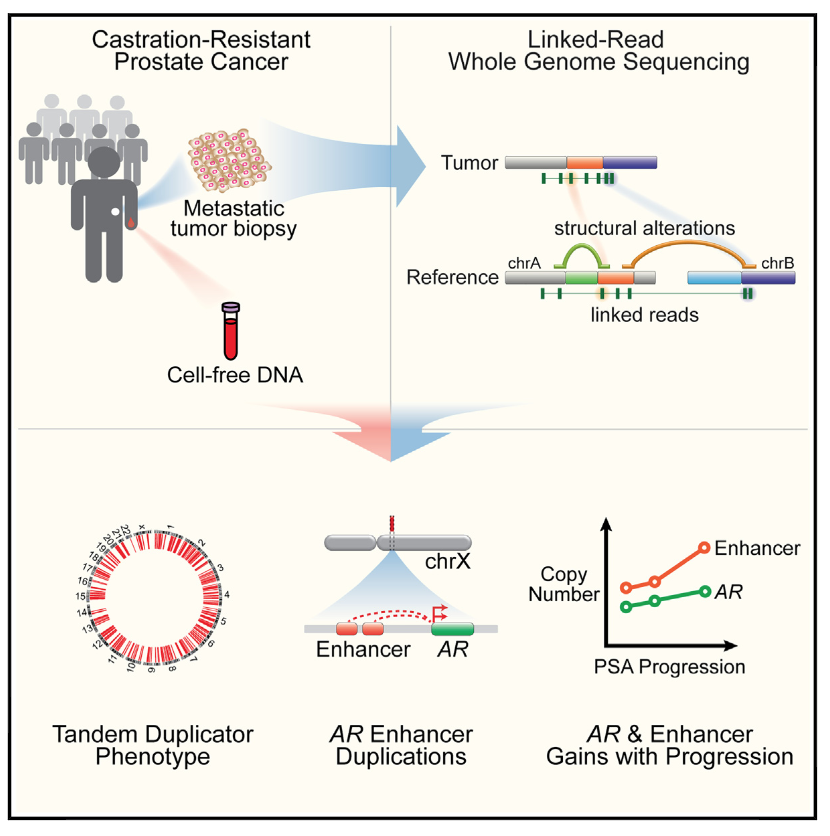 Castration-Resistant
Prostate Cancer
Metastatic
tumor biopsy
Cell-free DNA
Linked-Read
Whole Genome Sequencing
Tumor
structural alterations
chrA
chrB
Reference
linked reads
x
1
2
3
4
5
6
7
8
9
10
11
12
13
14
15
16
17
18
19
20
21
22
Tandem Duplicator
Phenotype
chrX
Enhancer
AR
AR Enhancer
Duplications
Copy
Number
Enhancer
AR
PSA Progression
AR & Enhancer
Gains with Progression